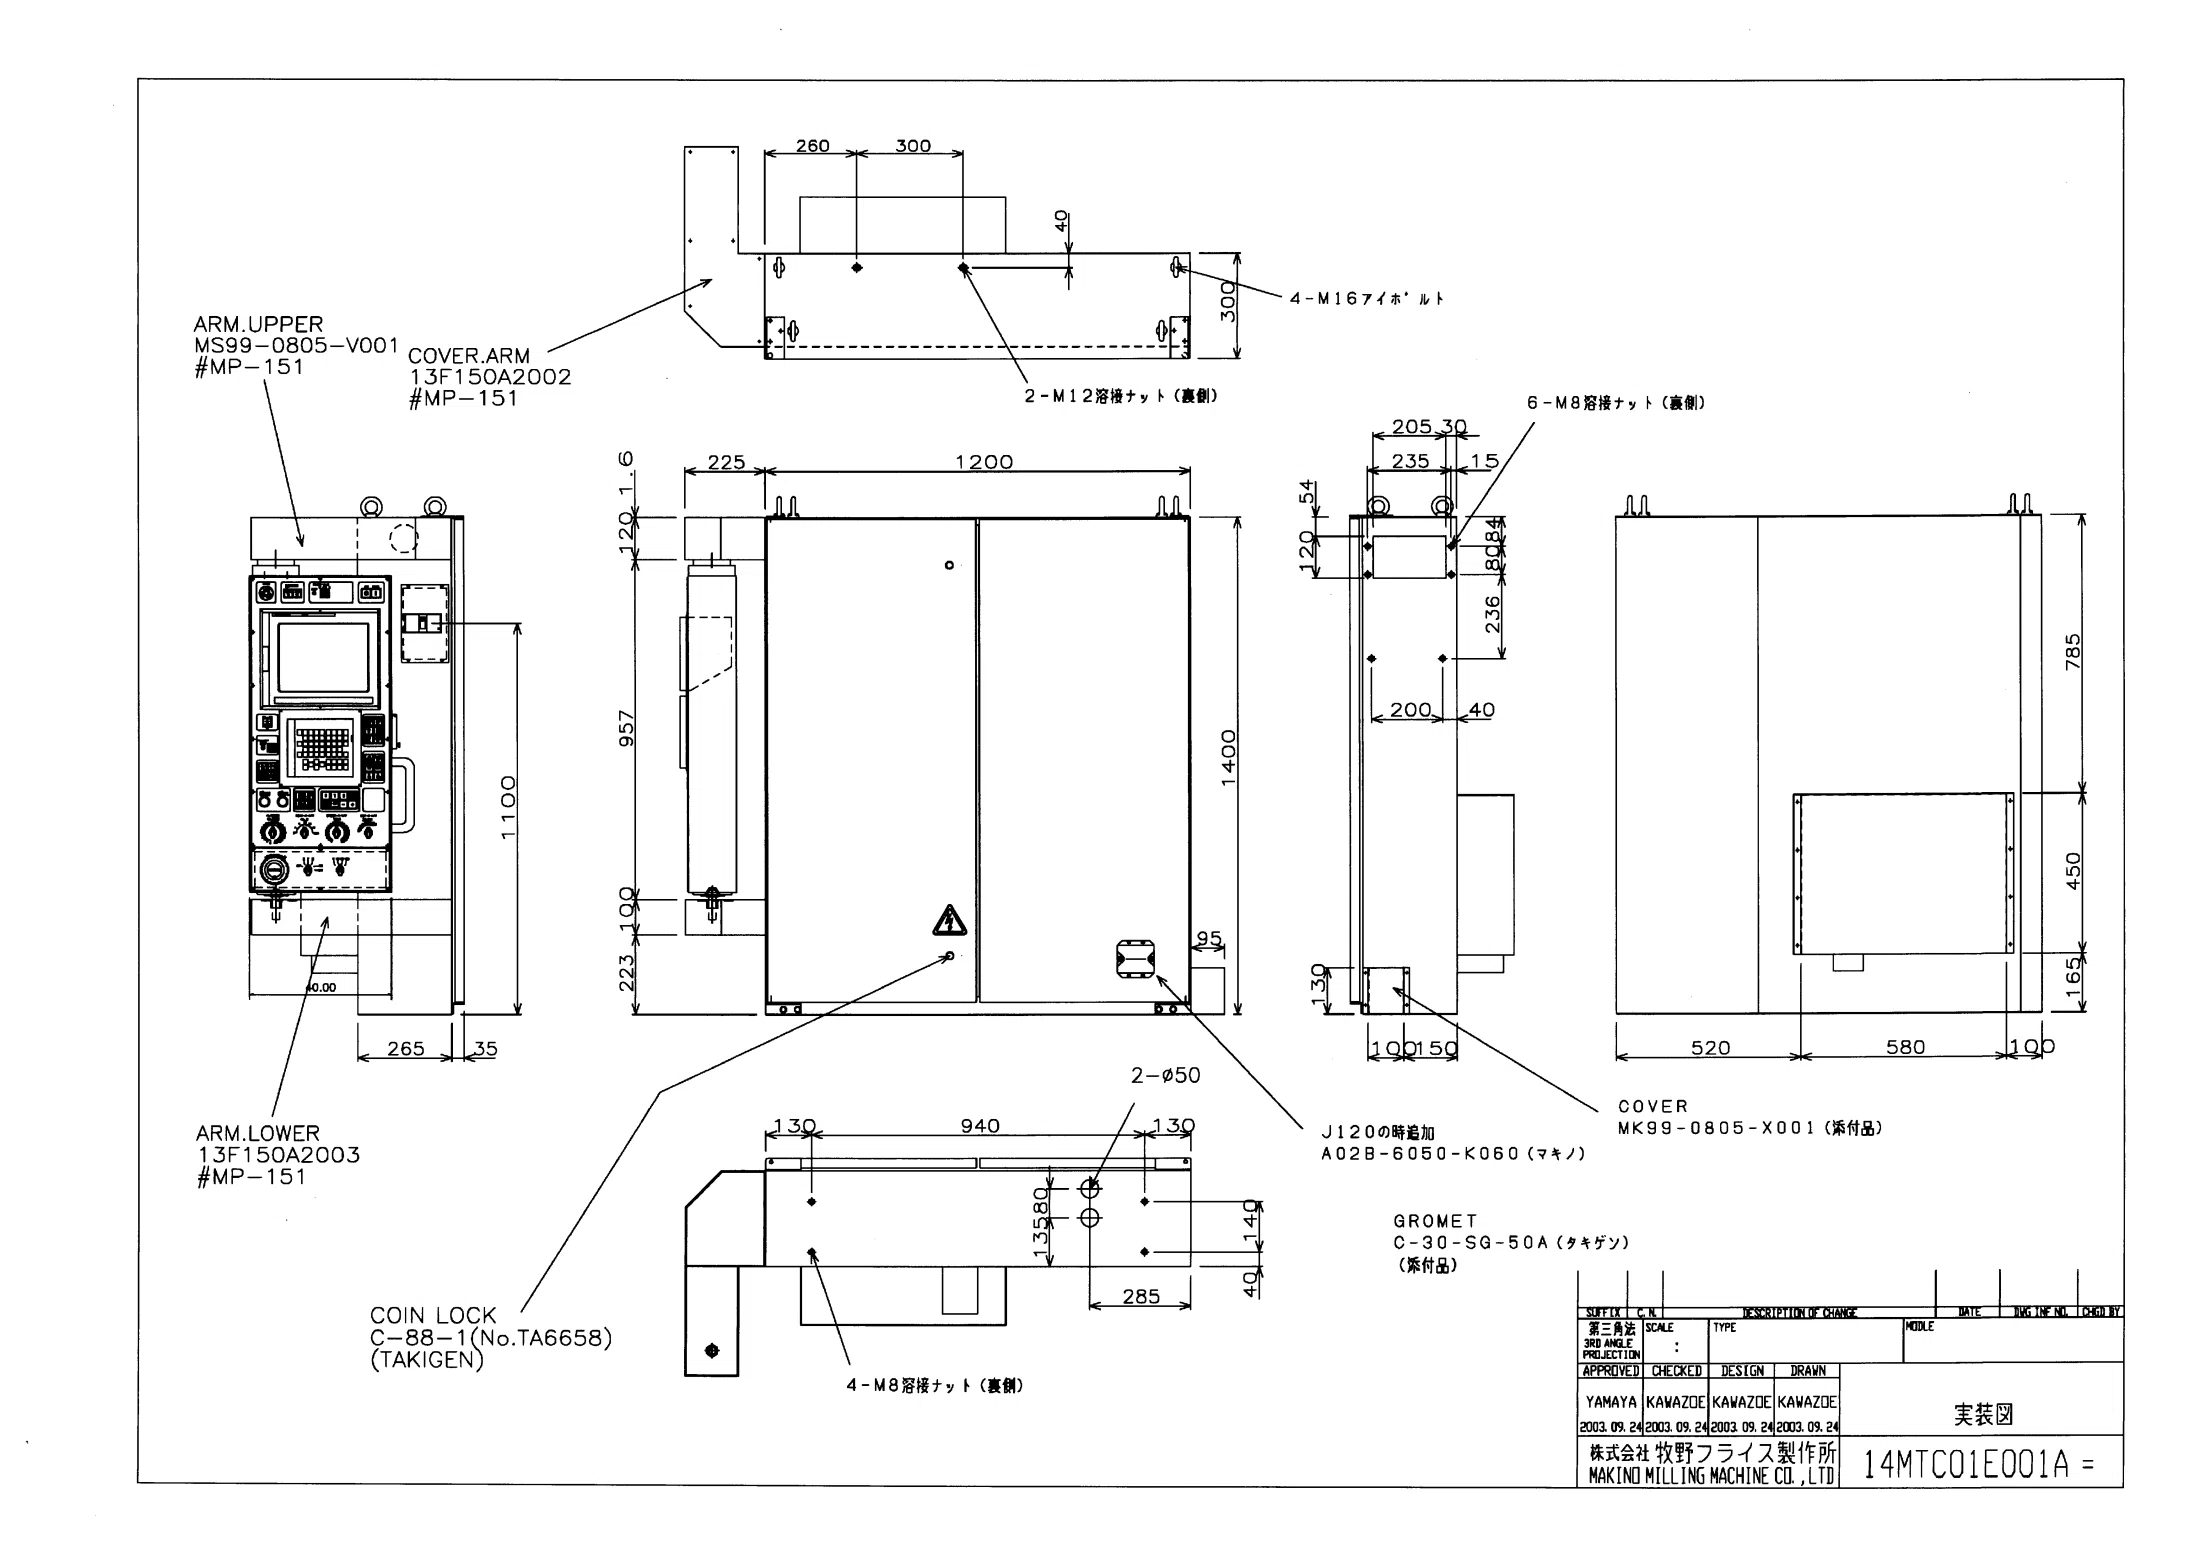 260
300
40
300
4-M16アイボルト
ARM.UPPER
MS99-0805-V001
#MP-151
COVER.ARM
13F150A2002
#MP-151
2-M12溶接ナット(裏側)
6-M8溶接ナット(裏側)
205
30
235
15
225
1200
1.6
120
957
100
223
1400
95
54
120
84
80
236
200
40
130
100
150
785
450
165
520
580
100
1100
40.00
265
35
ARM.LOWER
13F150A2003
#MP-151
COVER
MK99-0805-X001(添付品)
2-φ50
J120の時追加
A02B-6050-K060(マキノ)
130
940
130
80
135
140
40
285
GROMET
C-30-SG-50A(タキゲン)
(添付品)
COIN LOCK
C-88-1(No.TA6658)
(TAKIGEN)
4-M8溶接ナット(裏側)
SUFFIX C.N. DESCRIPTION OF CHANGE DATE DWG INF NO. CHGD BY
第三角法 SCALE TYPE MODLE
3RD ANGLE
PROJECTION :
APPROVED CHECKED DESIGN DRAWN
YAMAYA KAWAZOE KAWAZOE KAWAZOE
2003.09.24 2003.09.24 2003.09.24 2003.09.24
実装図
株式会社 牧野フライス製作所
MAKINO MILLING MACHINE CO.,LTD
14MTC01E001A =